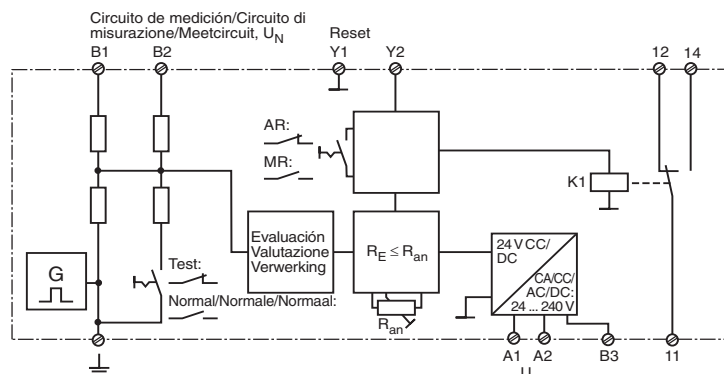 Circuito de medición/Circuito di
misurazione/Meetcircuit, UN
Reset
B1
B2
Y1
Y2
12
14
AR:
MR:
K1
Evaluación
Valutazione
Verwerking
RE ≤ Ran
24 V CC/
DC
CA/CC/
AC/DC:
24 ... 240 V
G
Test:
Normal/Normale/Normaal:
Ran
A1
A2
B3
11
U